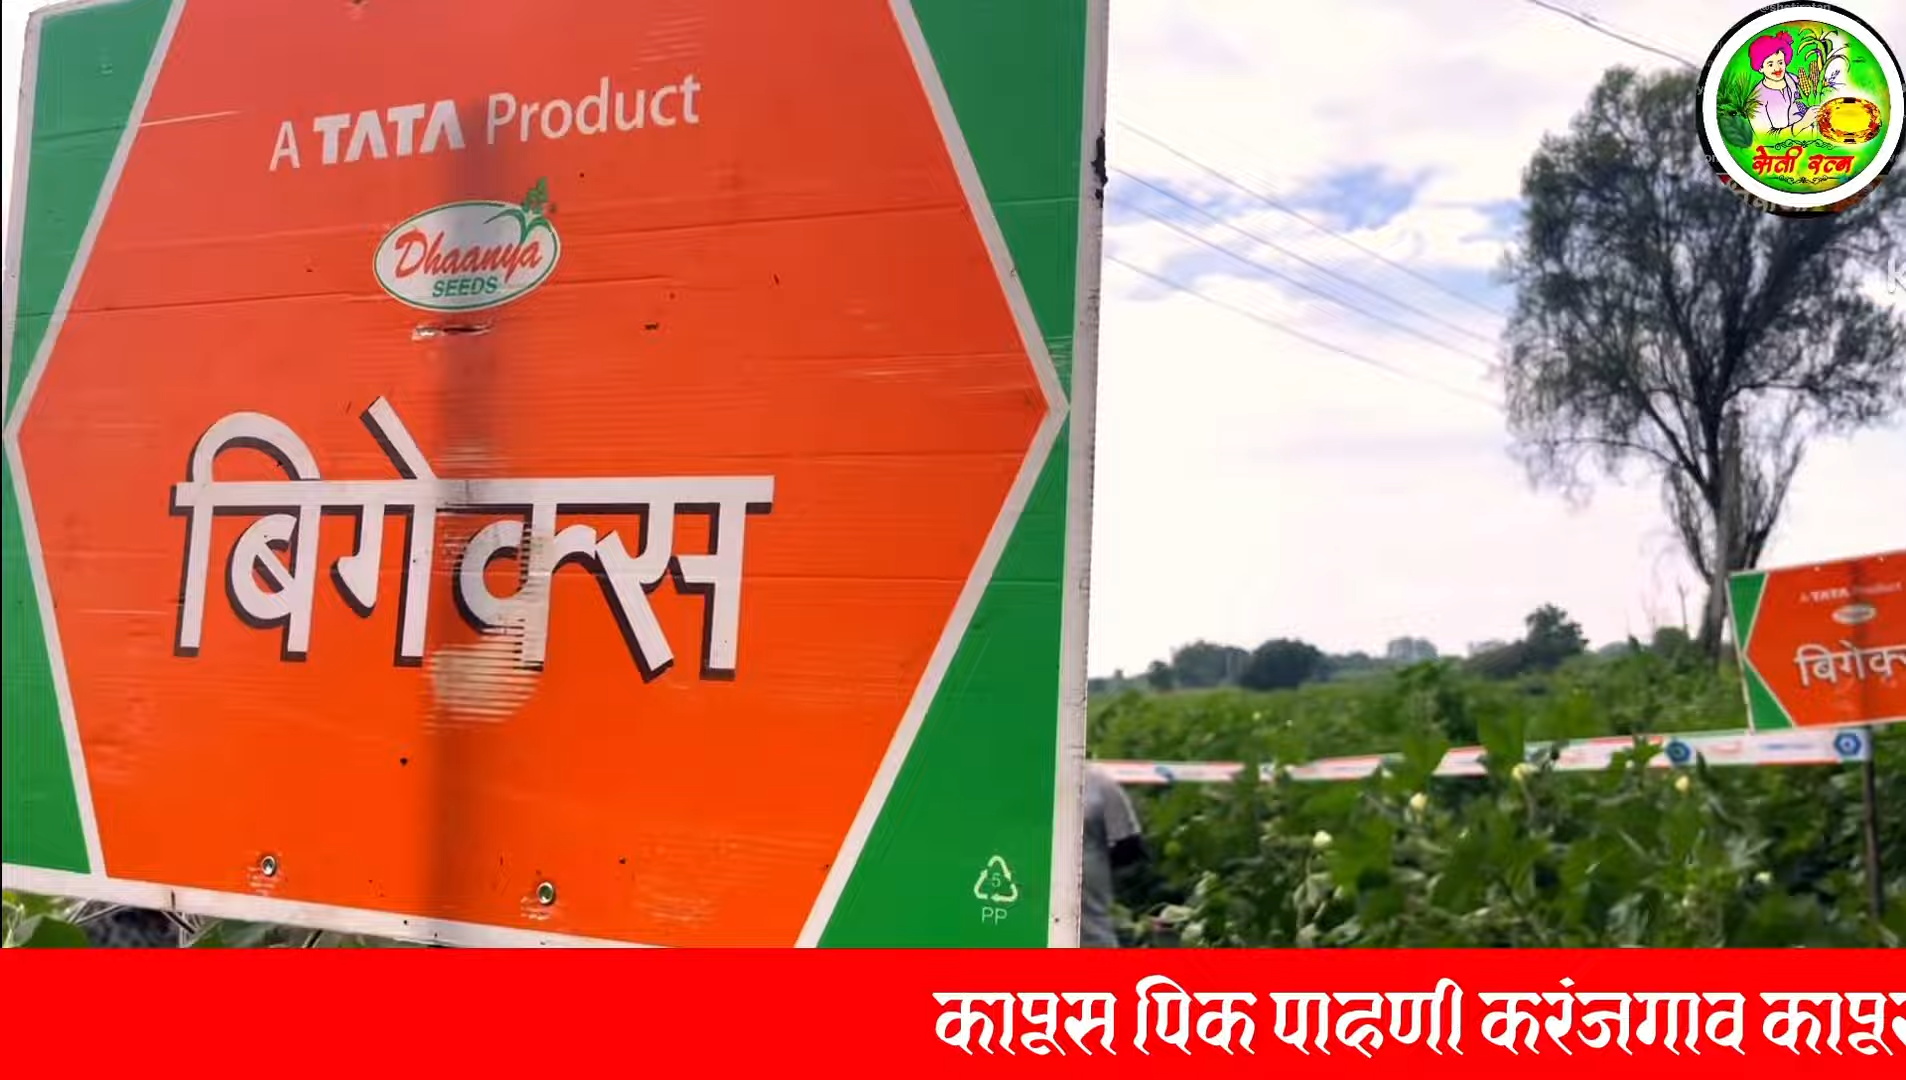 A TATA Product
Dhaanya
SEEDS
बिगेक्स
5
PP
शेती रत्न
A TATA Product
बिगेक्स
कापूस पिक पाहणी करंजगाव